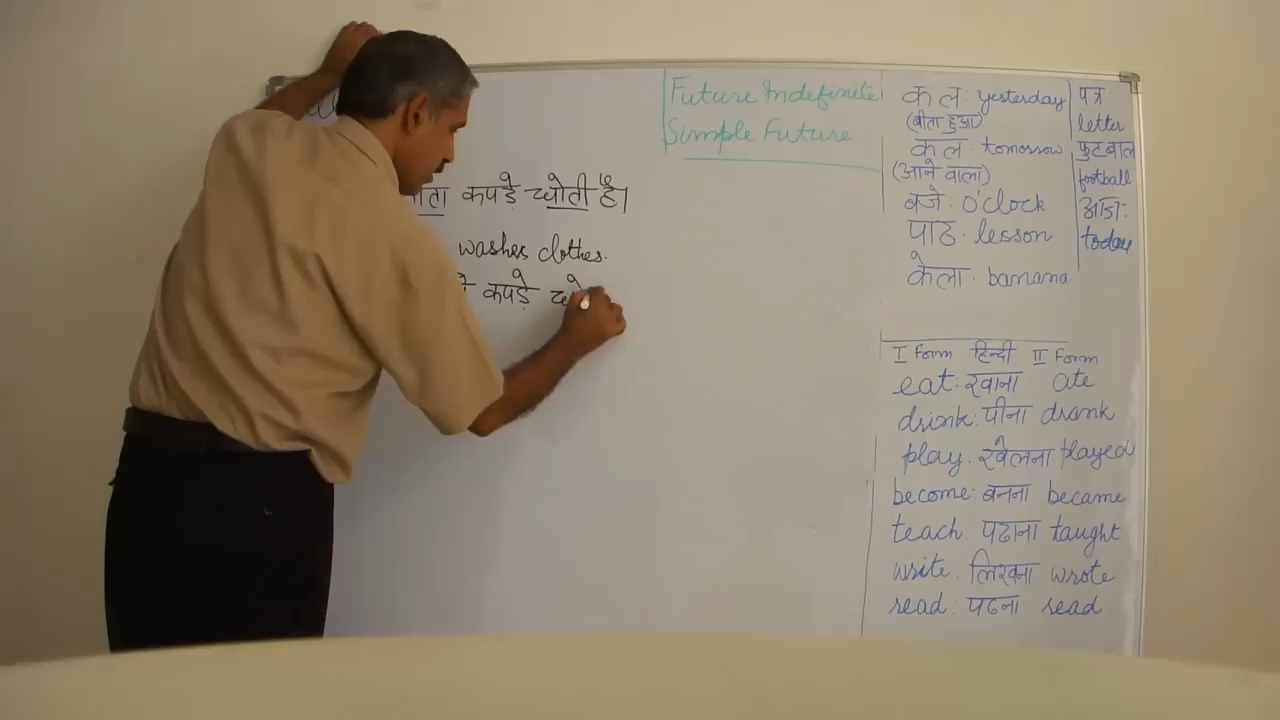 Future Indefinite
Simple Future
कपड़े धोती है।
washes clothes.
कपड़े
कल: yesterday
(बीता हुआ)
कल: tomorrow
(आने वाला)
बजे: o'clock
पाठ: lesson
केला: banana
पत्र
letter
फुटबाल
football
आज:
today
I Form हिन्दी II Form
eat: खाना ate
drink: पीना drank
play. खेलना played
become: बनना became
teach: पढ़ाना taught
write. लिखना wrote
read: पढ़ना read